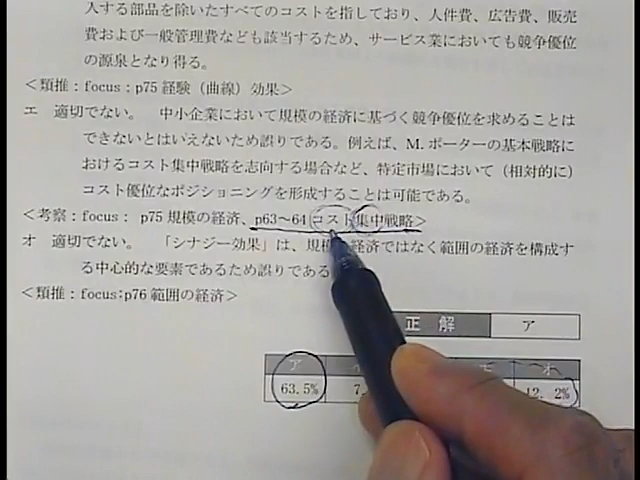 人する部品を除いたすべてのコストを指しており、人件費、広告費、販売
費および一般管理費なども該当するため、サービス業においても競争優位
の源泉となり得る。
＜類推：focus：p75 経験（曲線）効果＞
エ 適切でない。 中小企業において規模の経済に基づく競争優位を求めることは
できないとはいえないため誤りである。例えば、M.ポーターの基本戦略に
おけるコスト集中戦略を志向する場合など、特定市場において（相対的に）
コスト優位なポジショニングを形成することは可能である。
＜考察：focus： p75 規模の経済、p63～64 コスト集中戦略＞
オ 適切でない。 「シナジー効果」は、規模 経済ではなく範囲の経済を構成す
る中心的な要素であるため誤りである
＜類推：focus：p76 範囲の経済＞
正 解 ア
ア オ
63.5% 7. 12. 2%